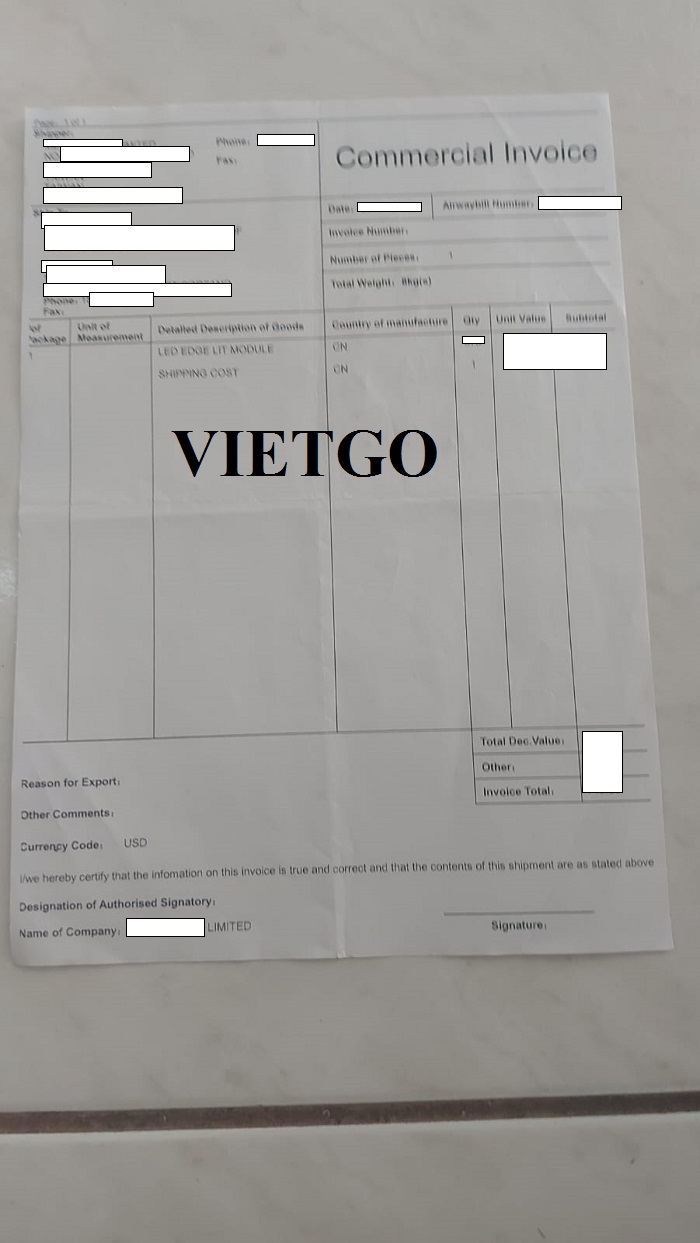 Page: 1 of 1
Shipper:
NO
Phone:
Fax:
Commercial Invoice
Date:
Airwaybill Number:
Invoice Number:
Number of Pieces: 1
Total Weight: 8kg(s)
Phone:
Fax:
of Package
Unit of Measurement
Detailed Description of Goods
Country of manufacture
Qty
Unit Value
Subtotal
1
LED EDGE LIT MODULE
CN
SHIPPING COST
CN
1
VIETGO
Total Dec.Value:
Other:
Invoice Total:
Reason for Export:
Other Comments:
Currency Code: USD
I/we hereby certify that the infomation on this invoice is true and correct and that the contents of this shipment are as stated above
Designation of Authorised Signatory:
Name of Company: LIMITED
Signature: